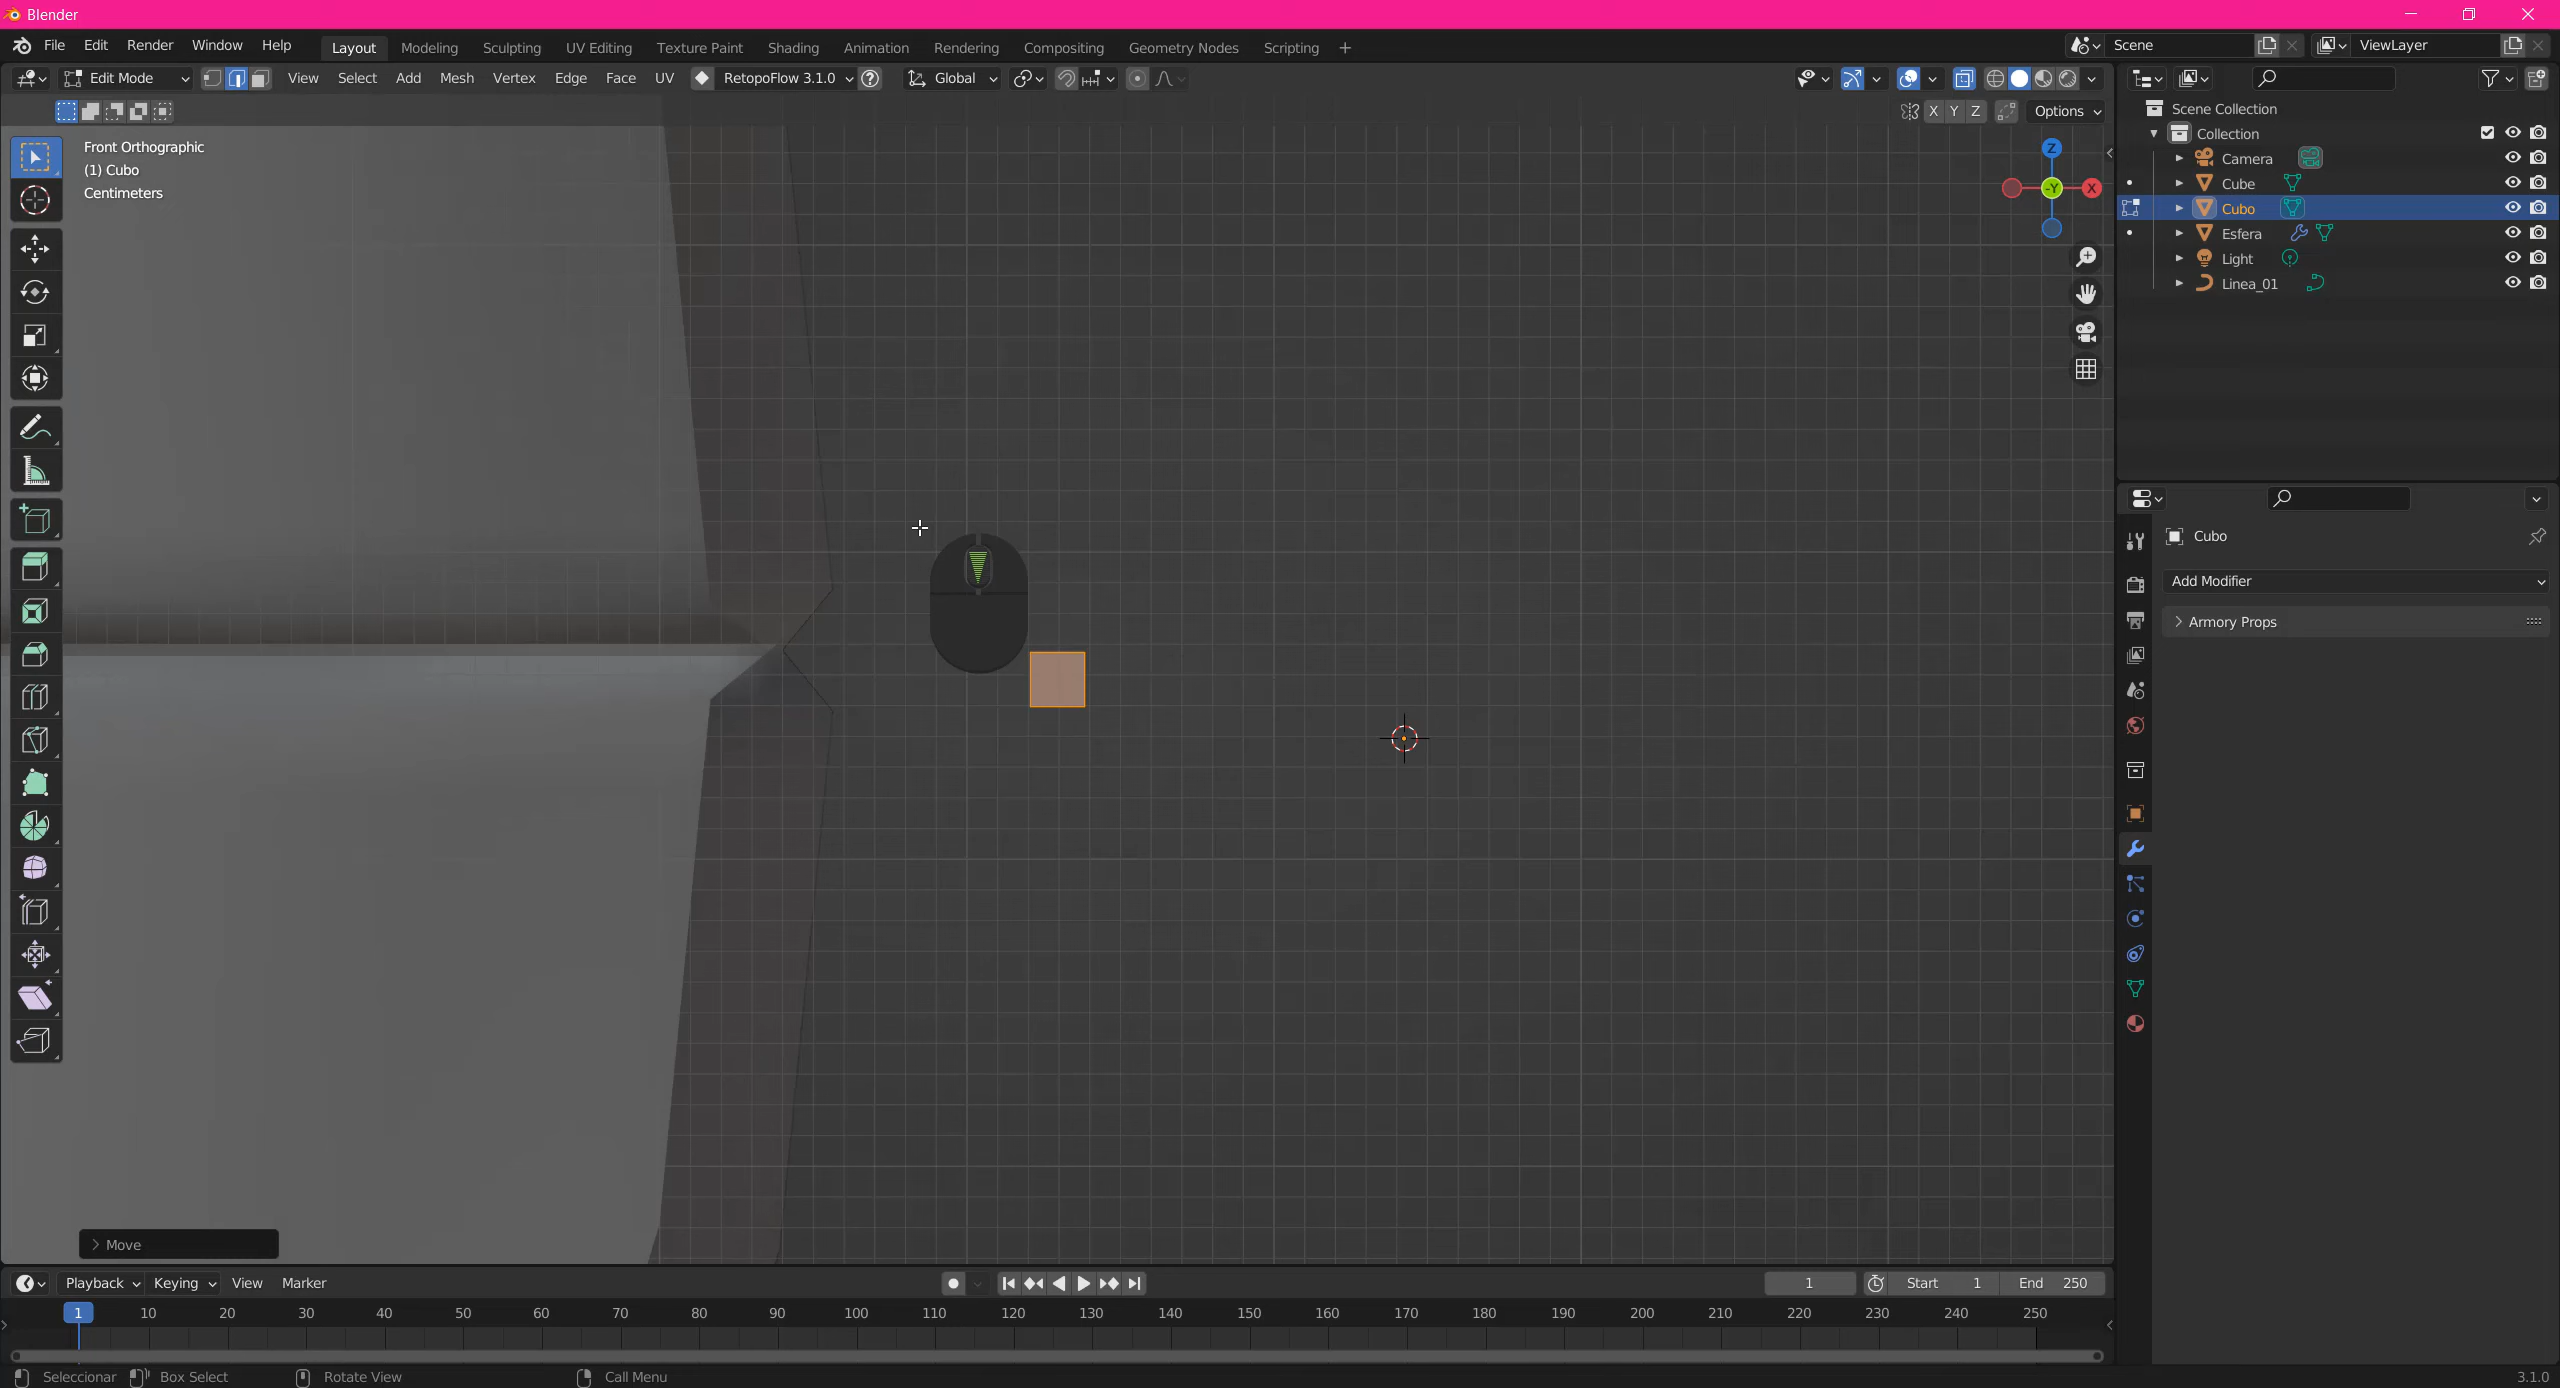 Blender
File Edit Render Window Help Layout Modeling Sculpting UV Editing Texture Paint Shading Animation Rendering Compositing Geometry Nodes Scripting + Scene ViewLayer
Edit Mode View Select Add Mesh Vertex Edge Face UV RetopoFlow 3.1.0 Global
X Y Z Options
Front Orthographic
(1) Cubo
Centimeters
Z
-Y
X
Scene Collection
Collection
Camera
Cube
Cubo
Esfera
Light
Linea_01
Cubo
Add Modifier
Armory Props
Move
Playback Keying View Marker 1 Start 1 End 250
1 10 20 30 40 50 60 70 80 90 100 110 120 130 140 150 160 170 180 190 200 210 220 230 240 250
Seleccionar Box Select Rotate View Call Menu 3.1.0